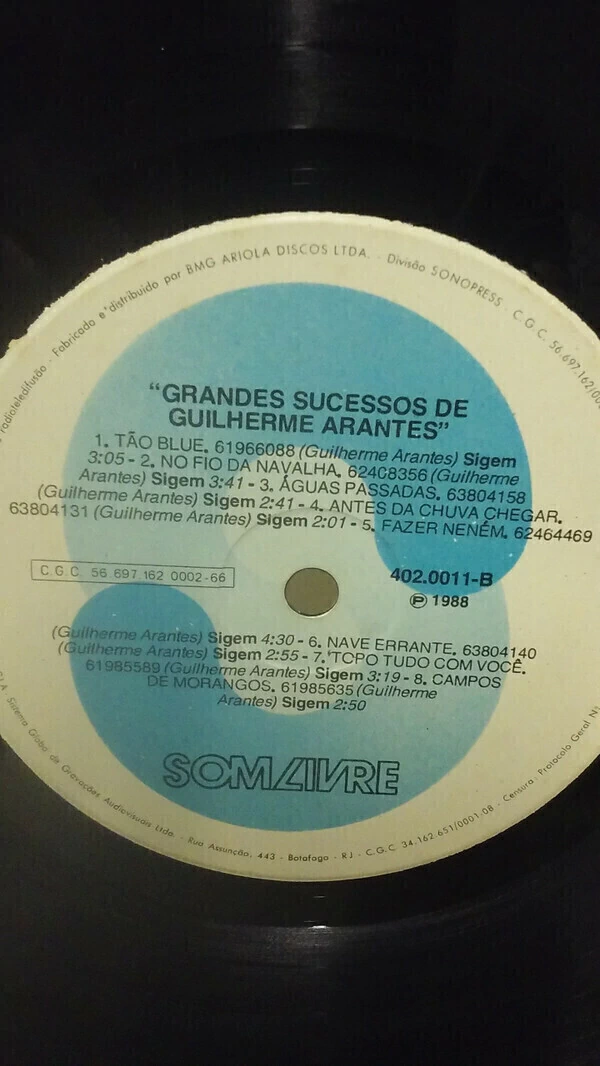 radioteledifusão · Fabricado e distribuido por BMG ARIOLA DISCOS LTDA. · Divisão SONOPRESS · C.G.C. 56.697.162/
"GRANDES SUCESSOS DE
GUILHERME ARANTES"
1. TÃO BLUE. 61966088 (Guilherme Arantes) Sigem
3:05 - 2. NO FIO DA NAVALHA. 62408356 (Guilherme
Arantes) Sigem 3:41 - 3. ÁGUAS PASSADAS. 63804158
(Guilherme Arantes) Sigem 2:41 - 4. ANTES DA CHUVA CHEGAR.
63804131 (Guilherme Arantes) Sigem 2:01 - 5. FAZER NENÉM. 62464469
C.G.C. 56.697.162 0002-66
402.0011-B
℗ 1988
(Guilherme Arantes) Sigem 4:30 - 6. NAVE ERRANTE. 63804140
(Guilherme Arantes) Sigem 2:55 - 7. TOPO TUDO COM VOCÊ.
61985589 (Guilherme Arantes) Sigem 3:19 - 8. CAMPOS
DE MORANGOS. 61985635 (Guilherme
Arantes) Sigem 2:50
SOM LIVRE
Sistema Globo de Gravações Audiovisuais Ltda. · Rua Assunção, 443 - Botafogo - RJ - C.G.C. 34.162.651/0001-08 - Censura: Protocolo Geral Nº